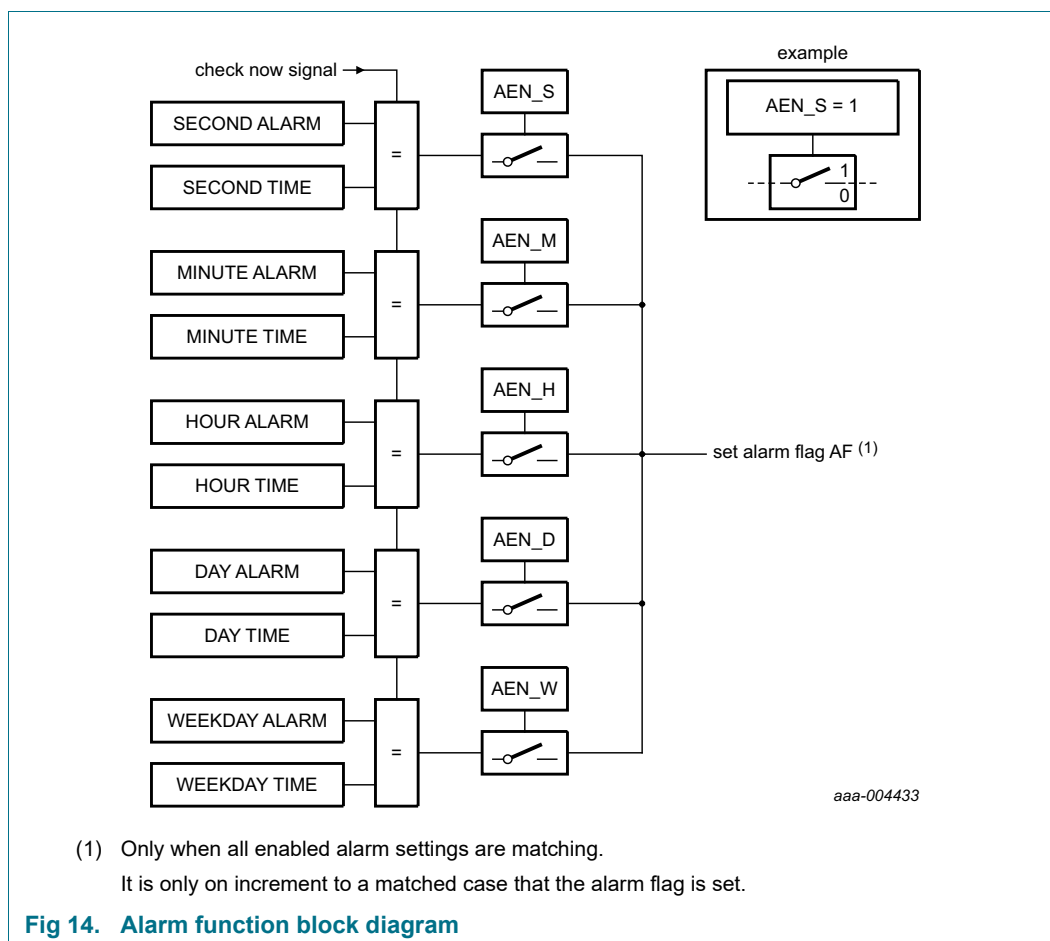 example
check now signal
AEN_S
AEN_S = 1
SECOND ALARM
=
1
SECOND TIME
0
AEN_M
MINUTE ALARM
=
MINUTE TIME
AEN_H
HOUR ALARM
=
set alarm flag AF (1)
HOUR TIME
AEN_D
DAY ALARM
=
DAY TIME
AEN_W
WEEKDAY ALARM
=
WEEKDAY TIME
aaa-004433
(1) Only when all enabled alarm settings are matching.
It is only on increment to a matched case that the alarm flag is set.
Fig 14. Alarm function block diagram